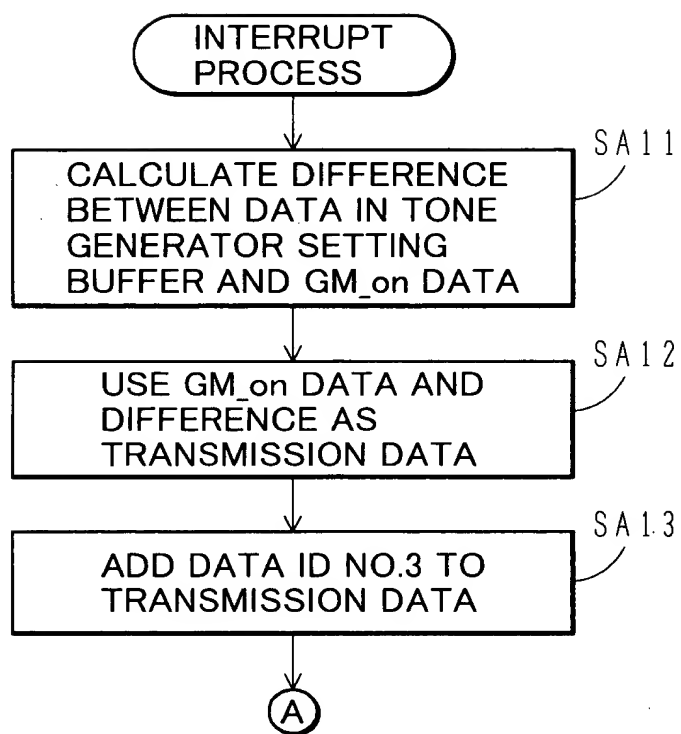 INTERRUPT
PROCESS
SA11
CALCULATE DIFFERENCE
BETWEEN DATA IN TONE
GENERATOR SETTING
BUFFER AND GM_on DATA
SA12
USE GM_on DATA AND
DIFFERENCE AS
TRANSMISSION DATA
SA13
ADD DATA ID NO.3 TO
TRANSMISSION DATA
A